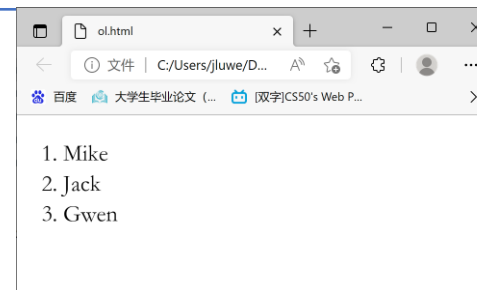 ol.html
文件 | C:/Users/jluwe/D...
百度 大学生毕业论文 (... [双字]CS50's Web P...
1. Mike
2. Jack
3. Gwen